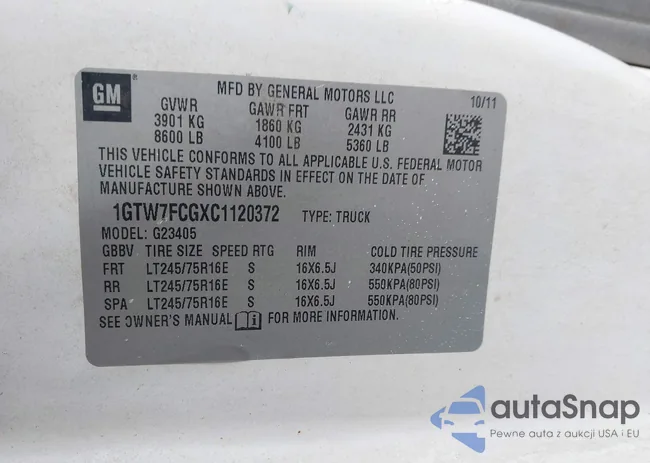 GM ®
MFD BY GENERAL MOTORS LLC 10/11
GVWR GAWR FRT GAWR RR
3901 KG 1860 KG 2431 KG
8600 LB 4100 LB 5360 LB
THIS VEHICLE CONFORMS TO ALL APPLICABLE U.S. FEDERAL MOTOR
VEHICLE SAFETY STANDARDS IN EFFECT ON THE DATE OF
MANUFACTURE SHOWN ABOVE.
1GTW7FCGXC1120372 TYPE: TRUCK
MODEL: G23405
GBBV TIRE SIZE SPEED RTG RIM COLD TIRE PRESSURE
FRT LT245/75R16E S 16X6.5J 340KPA(50PSI)
RR LT245/75R16E S 16X6.5J 550KPA(80PSI)
SPA LT245/75R16E S 16X6.5J 550KPA(80PSI)
SEE OWNER'S MANUAL FOR MORE INFORMATION.
autaSnap
Pewne auta z aukcji USA i EU